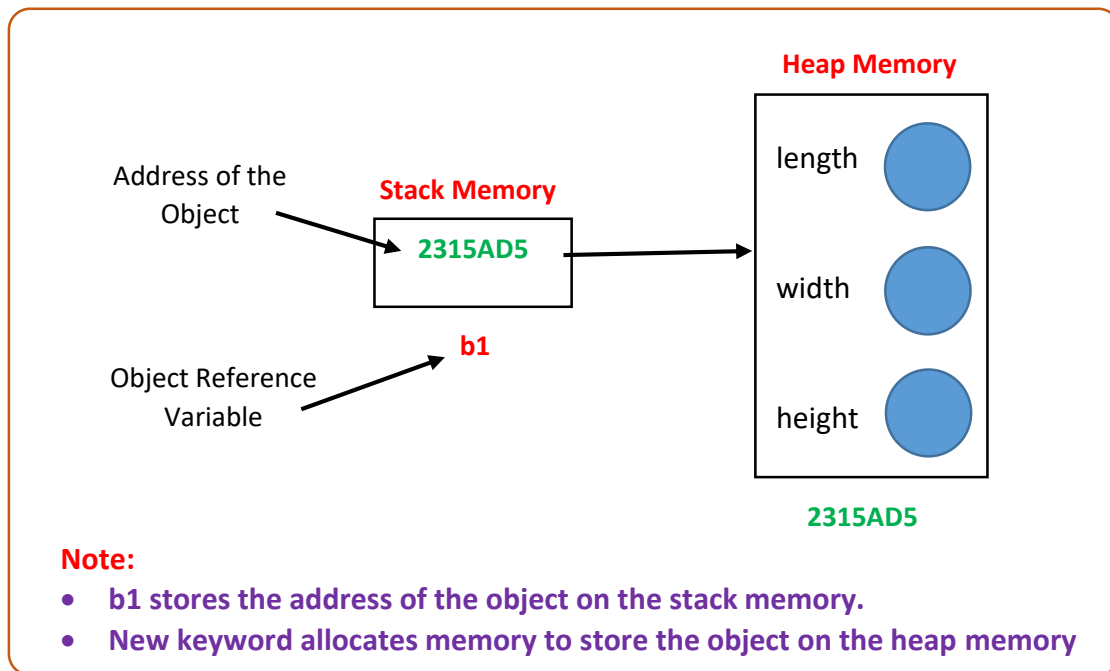 Heap Memory
length
width
height
2315AD5
Address of the
Object
Stack Memory
2315AD5
b1
Object Reference
Variable
Note:
• b1 stores the address of the object on the stack memory.
• New keyword allocates memory to store the object on the heap memory